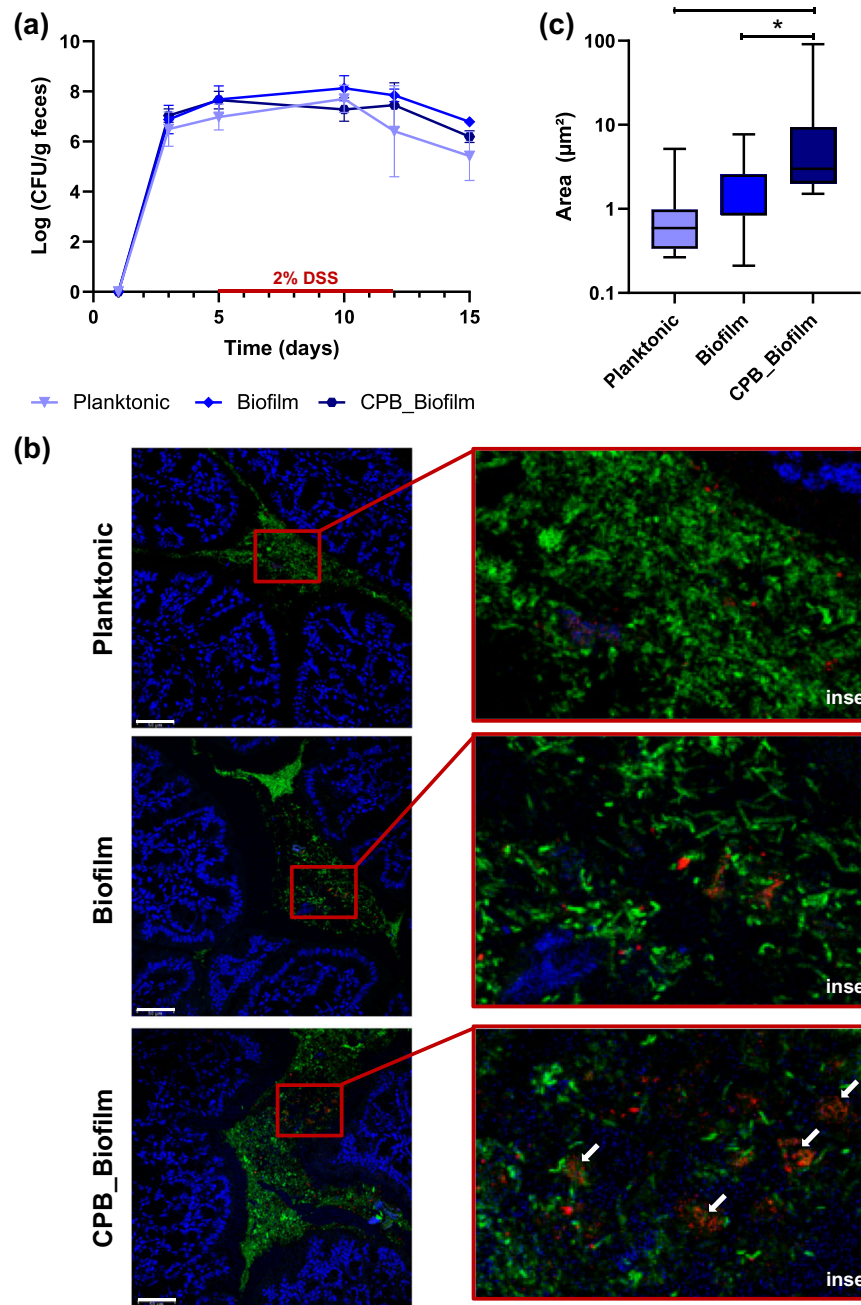 (a)
Log (CFU/g feces)
10
8
6
4
2
0
2% DSS
0
5
10
15
Time (days)
Planktonic
Biofilm
CPB_Biofilm
(c)
*
Area (µm²)
100
10
1
0.1
Planktonic
Biofilm
CPB_Biofilm
(b)
Planktonic
inse
Biofilm
inse
CPB_Biofilm
inse